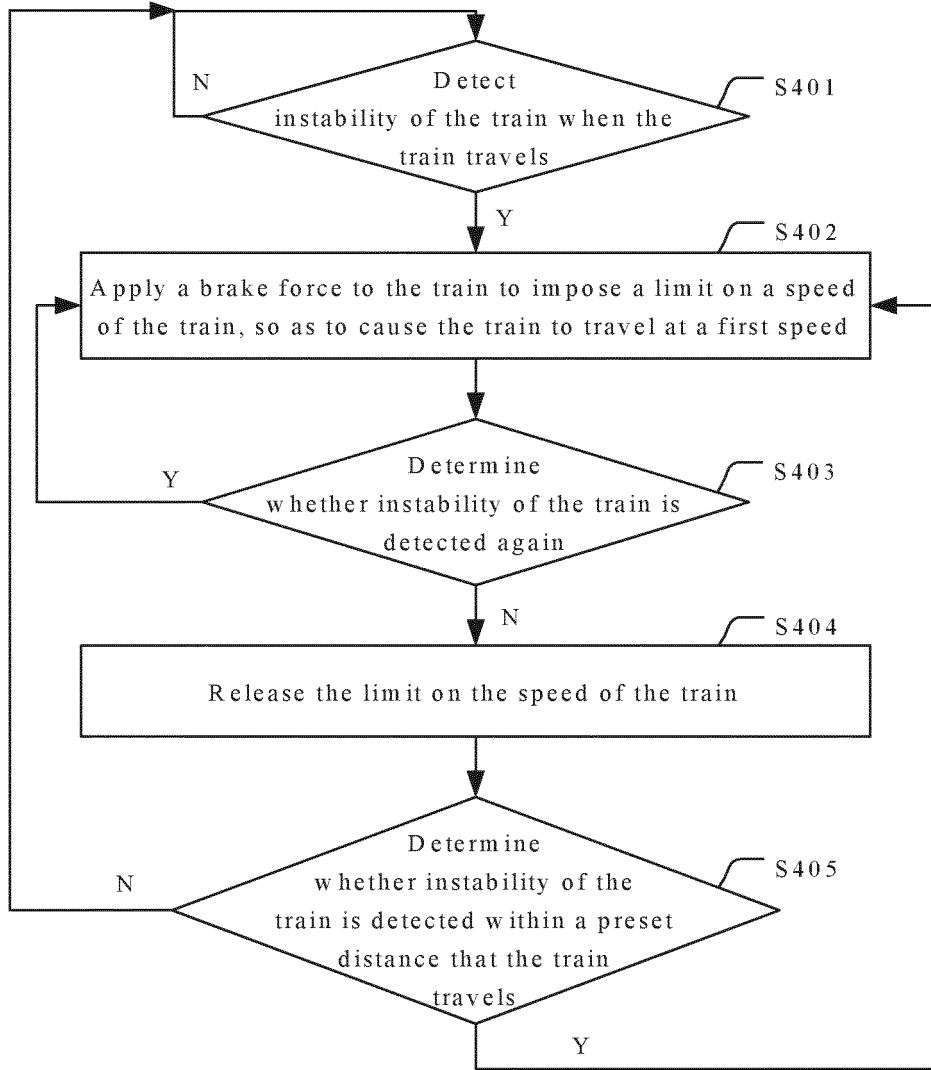 N
Detect
instability of the train when the
train travels
S401
Y
S402
Apply a brake force to the train to impose a limit on a speed
of the train, so as to cause the train to travel at a first speed
Y
Determine
whether instability of the train is
detected again
S403
N
S404
Release the limit on the speed of the train
N
Determine
whether instability of the
train is detected within a preset
distance that the train
travels
S405
Y